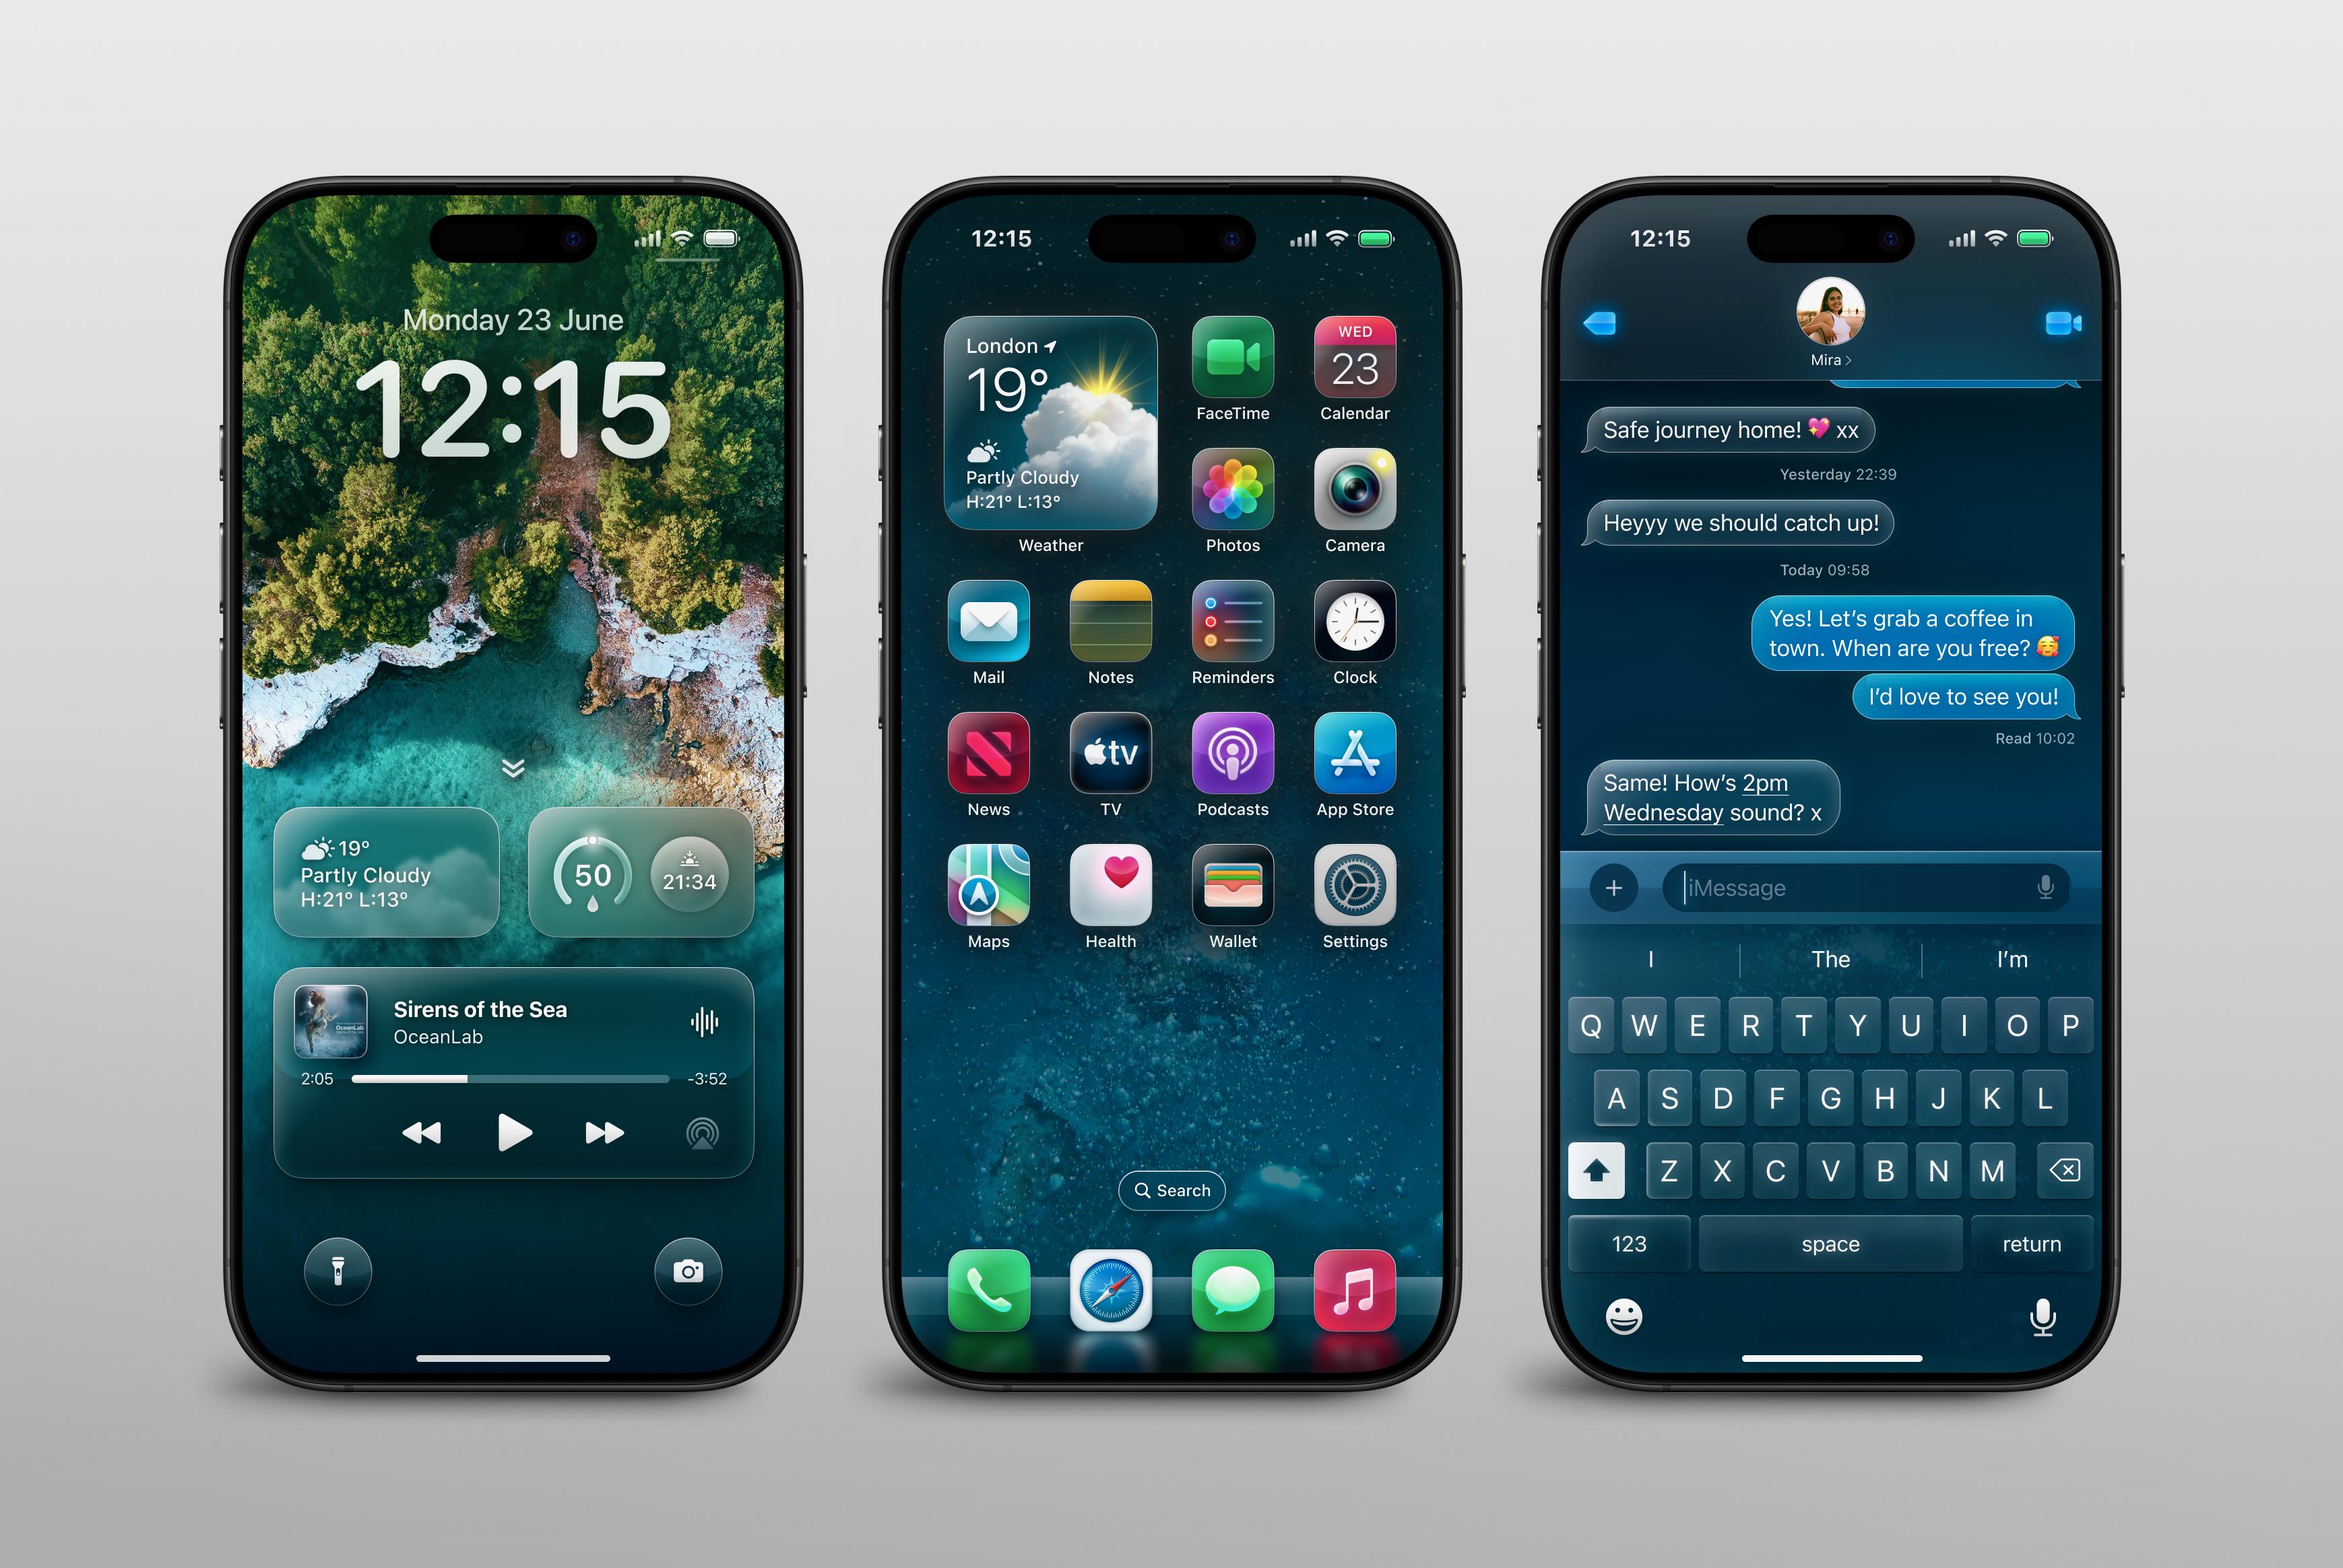 Monday 23 June
12:15
19°
Partly Cloudy
H:21° L:13°
50
21:34
OceanLab
Sirens of the Sea
OceanLab
2:05
-3:52
12:15
London
19°
Partly Cloudy
H:21° L:13°
Weather
FaceTime
WED
23
Calendar
Photos
Camera
Mail
Notes
Reminders
Clock
News
tv
TV
Podcasts
App Store
Maps
Health
Wallet
Settings
Search
12:15
Mira >
Safe journey home! 💖 xx
Yesterday 22:39
Heyyy we should catch up!
Today 09:58
Yes! Let’s grab a coffee in
town. When are you free? 🥰
I’d love to see you!
Read 10:02
Same! How’s 2pm
Wednesday sound? x
iMessage
I The I’m
Q W E R T Y U I O P
A S D F G H J K L
Z X C V B N M
123 space return